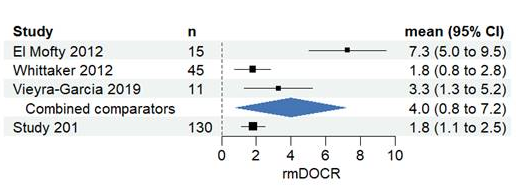 Study n mean (95% CI)
El Mofty 2012 15 7.3 (5.0 to 9.5)
Whittaker 2012 45 1.8 (0.8 to 2.8)
Vieyra-Garcia 2019 11 3.3 (1.3 to 5.2)
Combined comparators 4.0 (0.8 to 7.2)
Study 201 130 1.8 (1.1 to 2.5)
0 2 4 6 8 10
rmDOCR